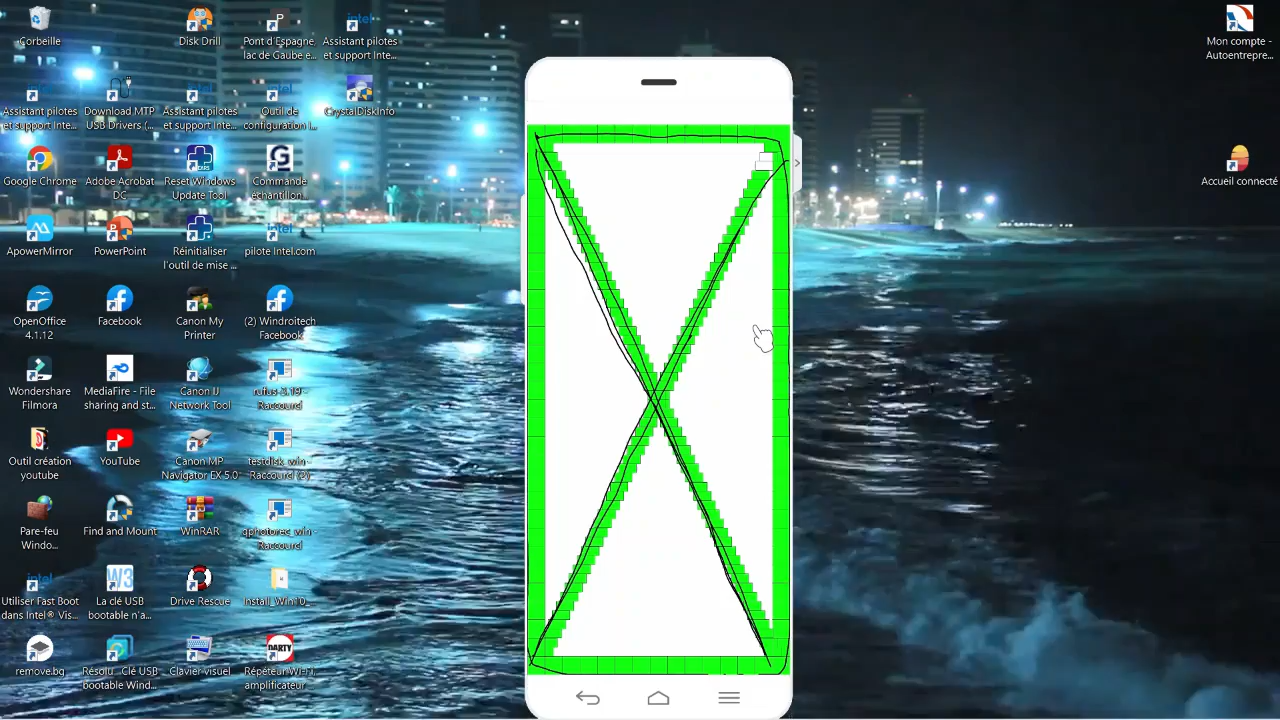 Corbeille
Disk Drill
Pont d'Espagne,
lac de Gaube e...
Assistant pilotes
et support Inte...
Mon compte -
Autoentrepre...
Assistant pilotes
et support Inte...
Download MTP
USB Drivers (...
Assistant pilotes
et support Inte...
Outil de
configuration I...
CrystalDiskInfo
Google Chrome
Adobe Acrobat
DC
Reset Windows
Update Tool
Commande
echantillon...
Accueil connecté
ApowerMirror
PowerPoint
Réinitialiser
l'outil de mise ...
pilote Intel.com
OpenOffice
4.1.12
Facebook
Canon My
Printer
(2) Windroitech
Facebook
Wondershare
Filmora
MediaFire - File
sharing and st...
Canon IJ
Network Tool
rufus-3.19 -
Raccourci
Outil création
youtube
YouTube
Canon MP
Navigator EX 5.0
testdisk_win -
Raccourci (2)
Pare-feu
Windo...
Find and Mount
WinRAR
qphotorec_win -
Raccourci
Utiliser Fast Boot
dans Intel® Vis...
La clé USB
bootable n'a...
Drive Rescue
Install_Win10_...
remove.bg
Résolu_ Clé USB
bootable Wind...
Clavier visuel
Répéteur Wi-Fi,
amplificateur ...